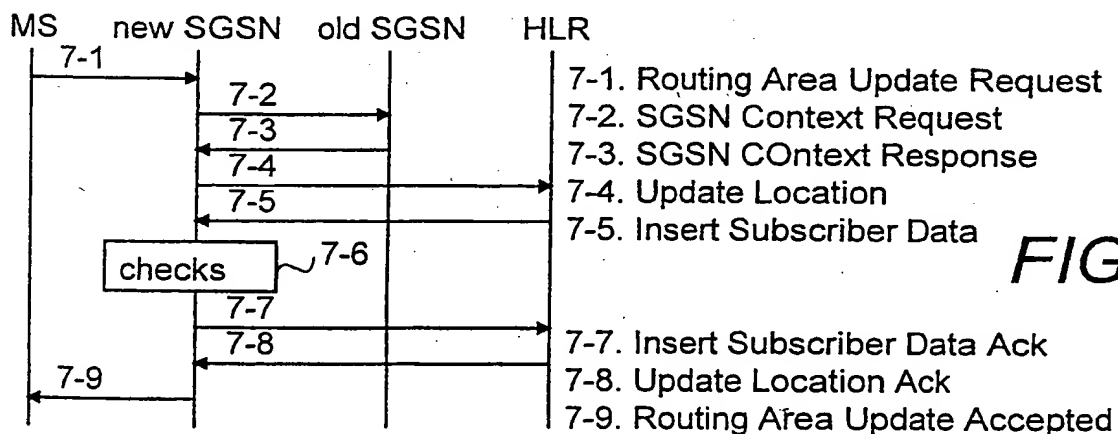 MS new SGSN old SGSN HLR
7-1
7-1. Routing Area Update Request
7-2
7-2. SGSN Context Request
7-3
7-3. SGSN COntext Response
7-4
7-4. Update Location
7-5
7-5. Insert Subscriber Data
checks
7-6
FIG
7-7
7-7. Insert Subscriber Data Ack
7-8
7-8. Update Location Ack
7-9
7-9. Routing Area Update Accepted